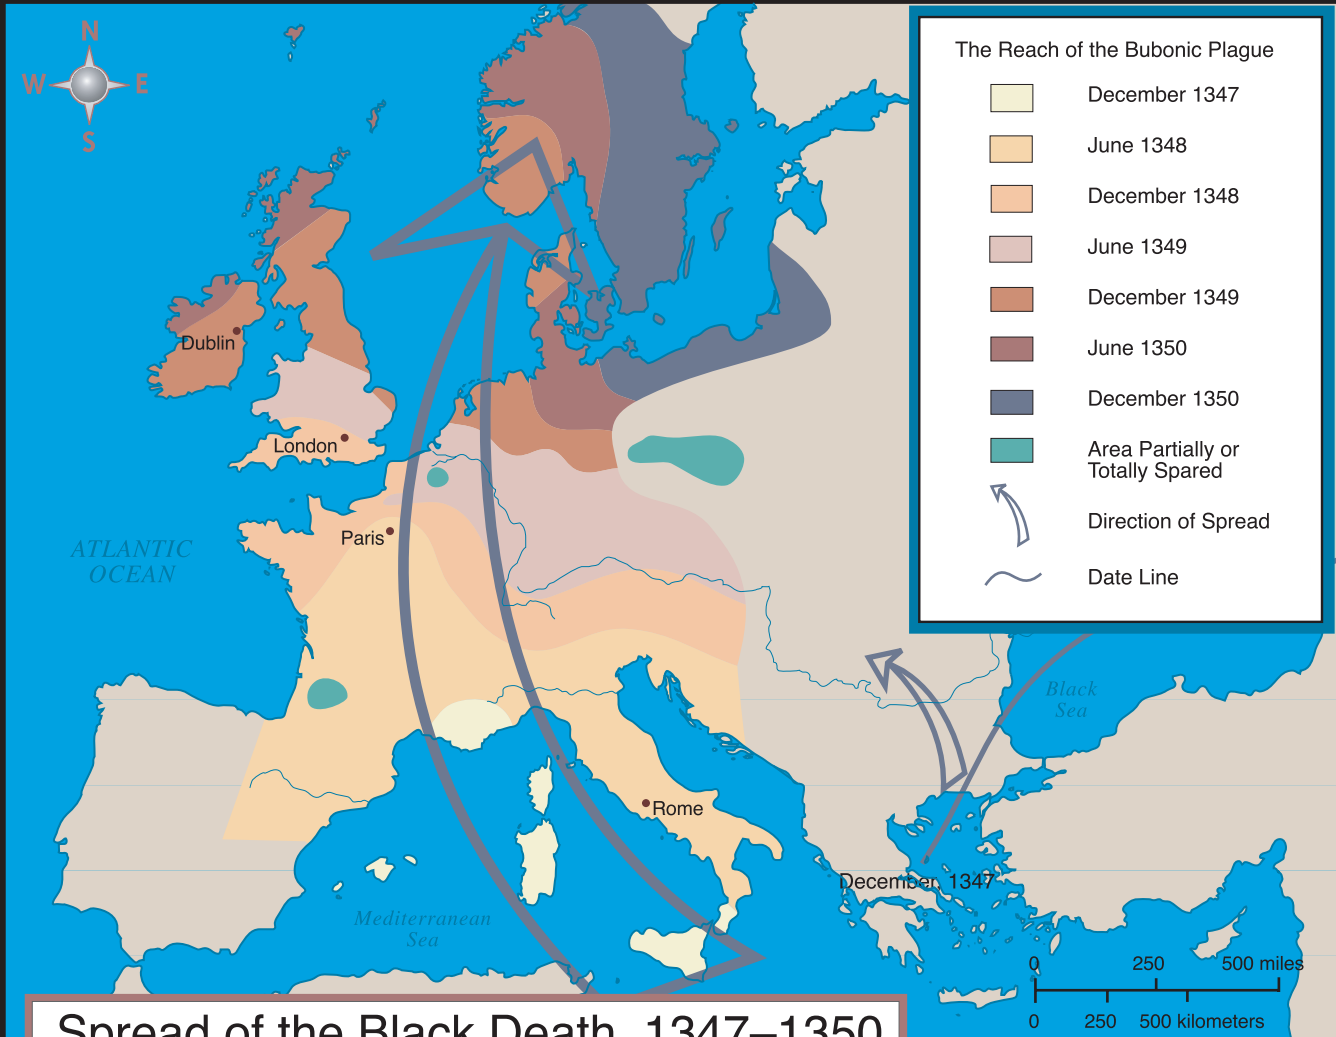 N
W
E
S
The Reach of the Bubonic Plague
December 1347
June 1348
December 1348
June 1349
December 1349
June 1350
December 1350
Area Partially or
Totally Spared
Direction of Spread
Date Line
Dublin
London
ATLANTIC
OCEAN
Paris
Black
Sea
Rome
December, 1347
Mediterranean
Sea
0 250 500 miles
0 250 500 kilometers
Spread of the Black Death, 1347–1350